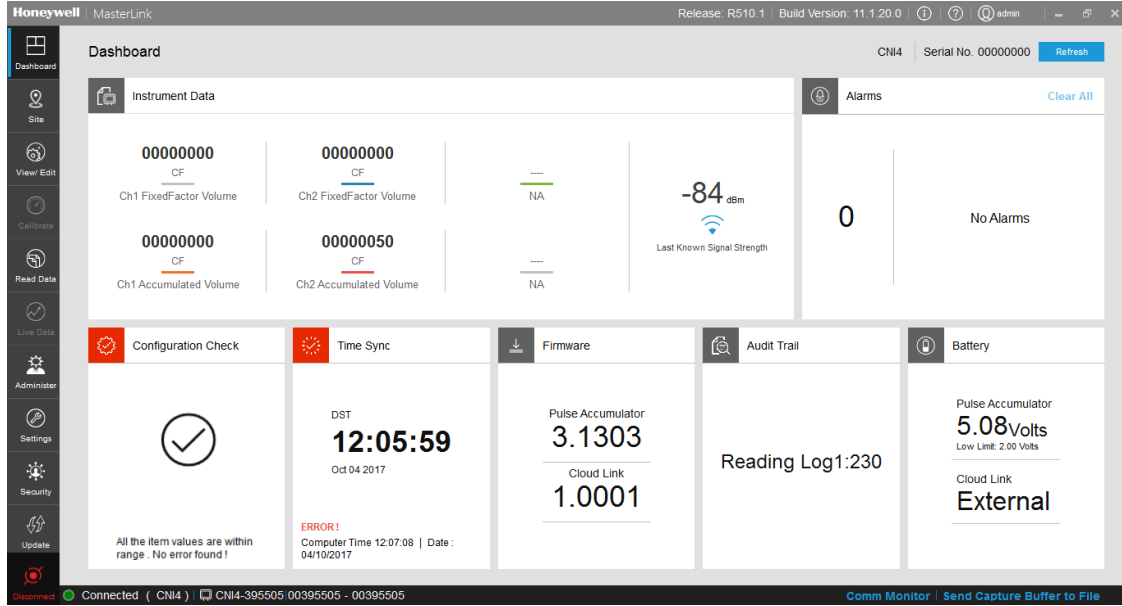 Honeywell | MasterLink
Release: R510.1 | Build Version: 11.1.20.0 | admin
Dashboard
Site
View/ Edit
Calibrate
Read Data
Live Data
Administer
Settings
Security
Update
Disconnect
Dashboard
CNI4 Serial No. 00000000 Refresh
Instrument Data
00000000
CF
Ch1 FixedFactor Volume
00000000
CF
Ch2 FixedFactor Volume
----
NA
00000000
CF
Ch1 Accumulated Volume
00000050
CF
Ch2 Accumulated Volume
----
NA
-84 dBm
Last Known Signal Strength
Alarms
Clear All
0
No Alarms
Configuration Check
All the item values are within
range . No error found !
Time Sync
DST
12:05:59
Oct 04 2017
ERROR !
Computer Time 12:07:08 | Date :
04/10/2017
Firmware
Pulse Accumulator
3.1303
Cloud Link
1.0001
Audit Trail
Reading Log1:230
Battery
Pulse Accumulator
5.08Volts
Low Limit: 2.00 Volts
Cloud Link
External
Connected ( CNI4 ) | CNI4-395505:00395505 - 00395505
Comm Monitor | Send Capture Buffer to File